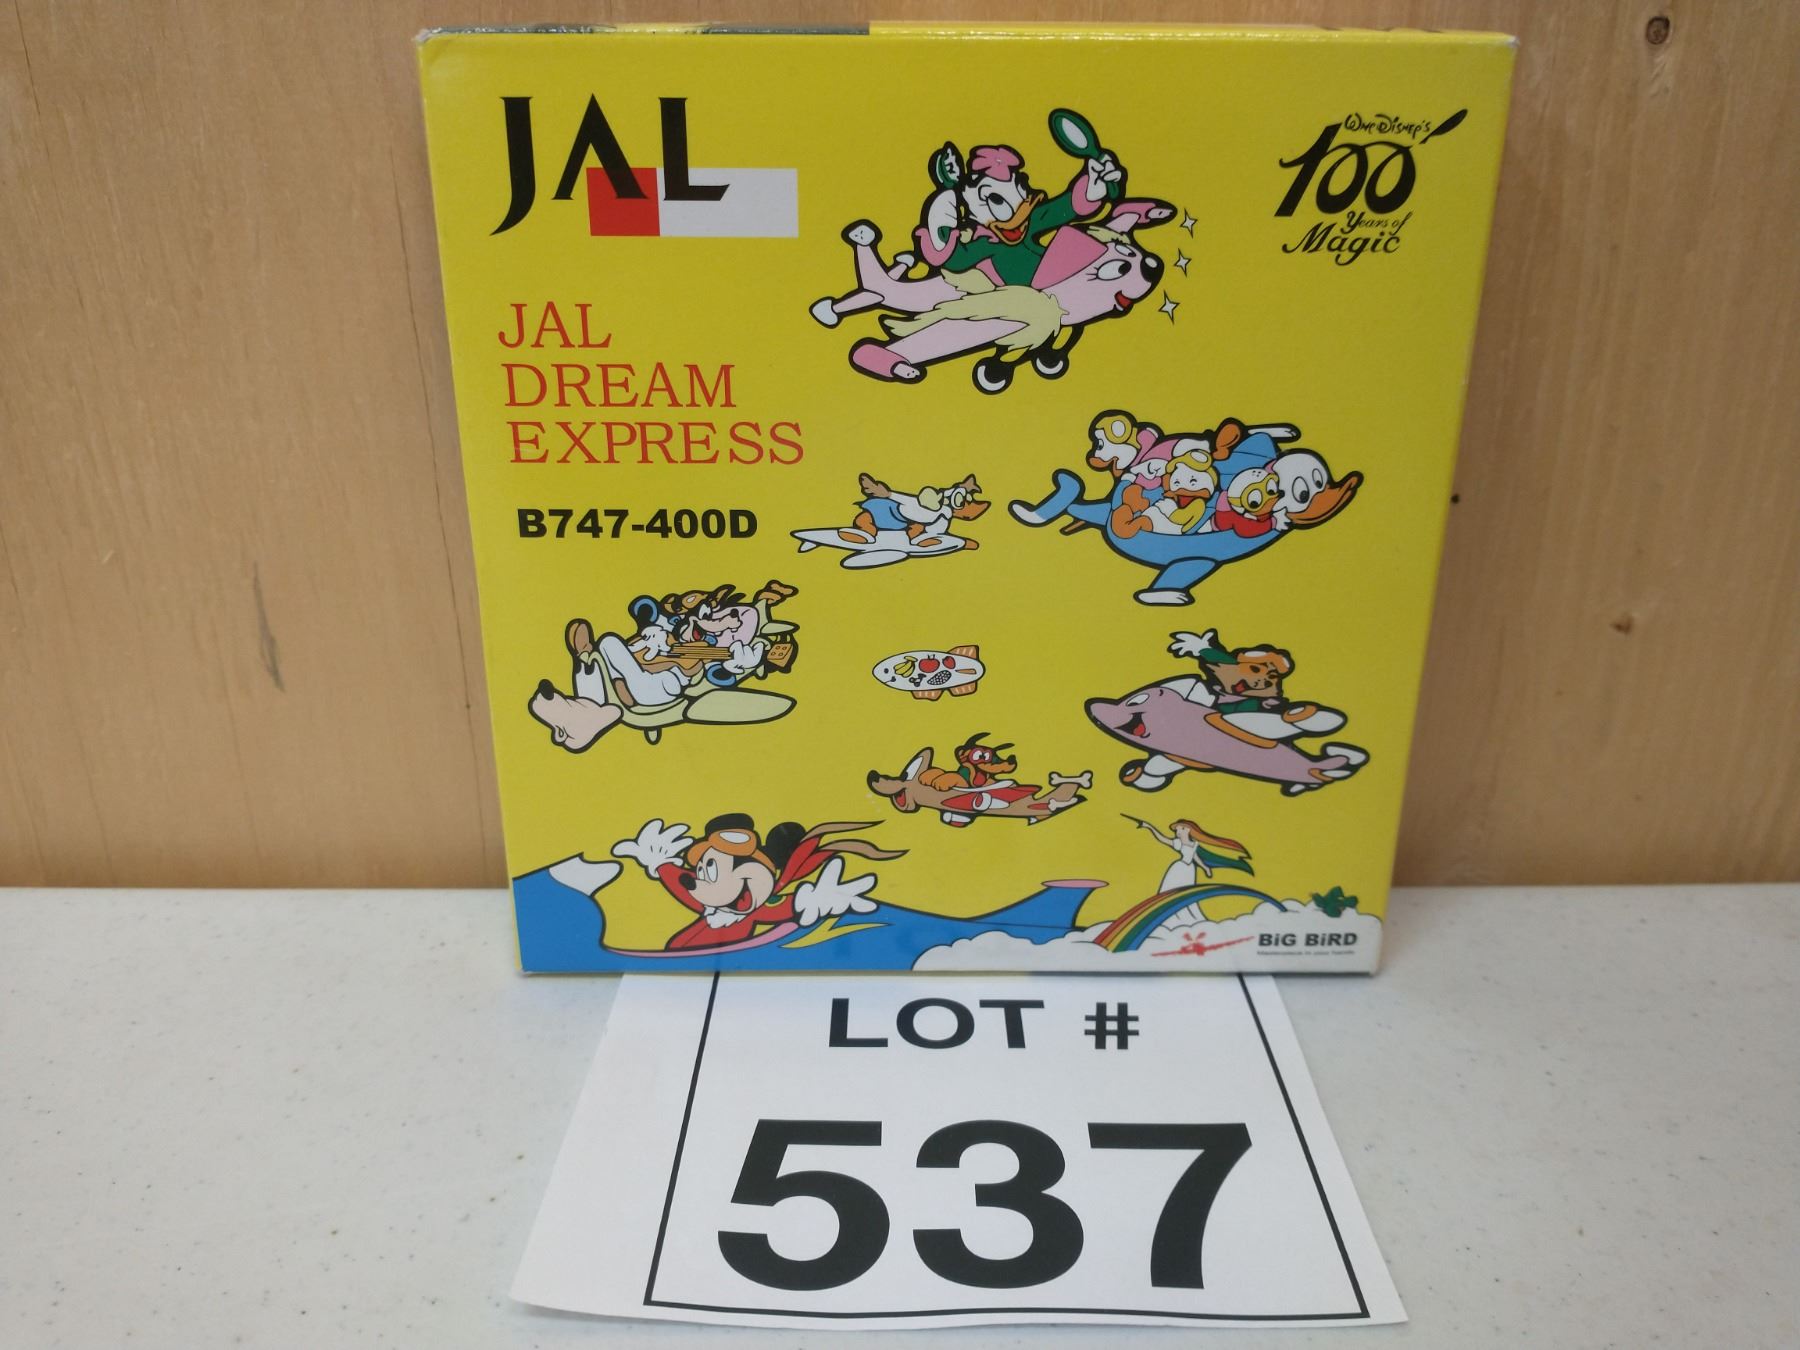 JAL
WALT DISNEY'S
100
Years of
Magic
JAL
DREAM
EXPRESS
B747-400D
BiG BiRD
LOT #
537